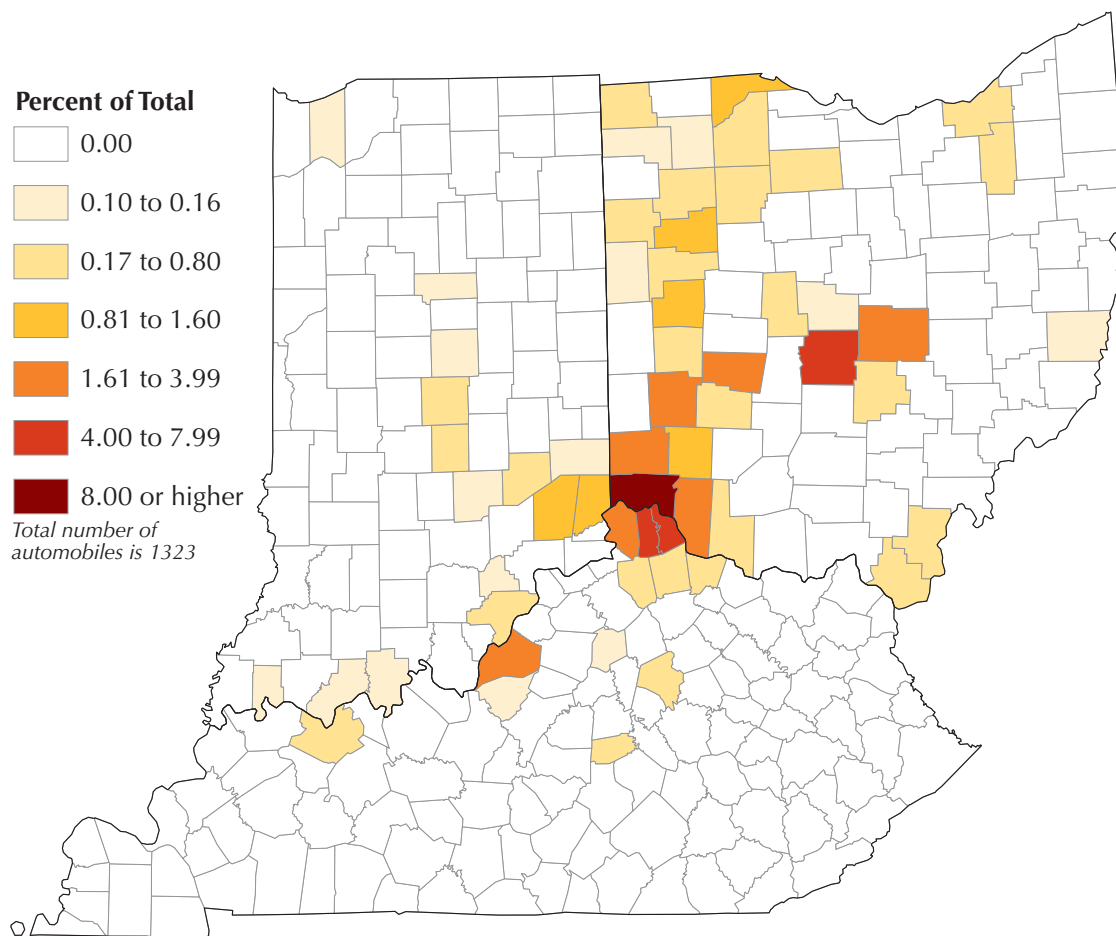 Percent of Total
0.00
0.10 to 0.16
0.17 to 0.80
0.81 to 1.60
1.61 to 3.99
4.00 to 7.99
8.00 or higher
Total number of
automobiles is 1323